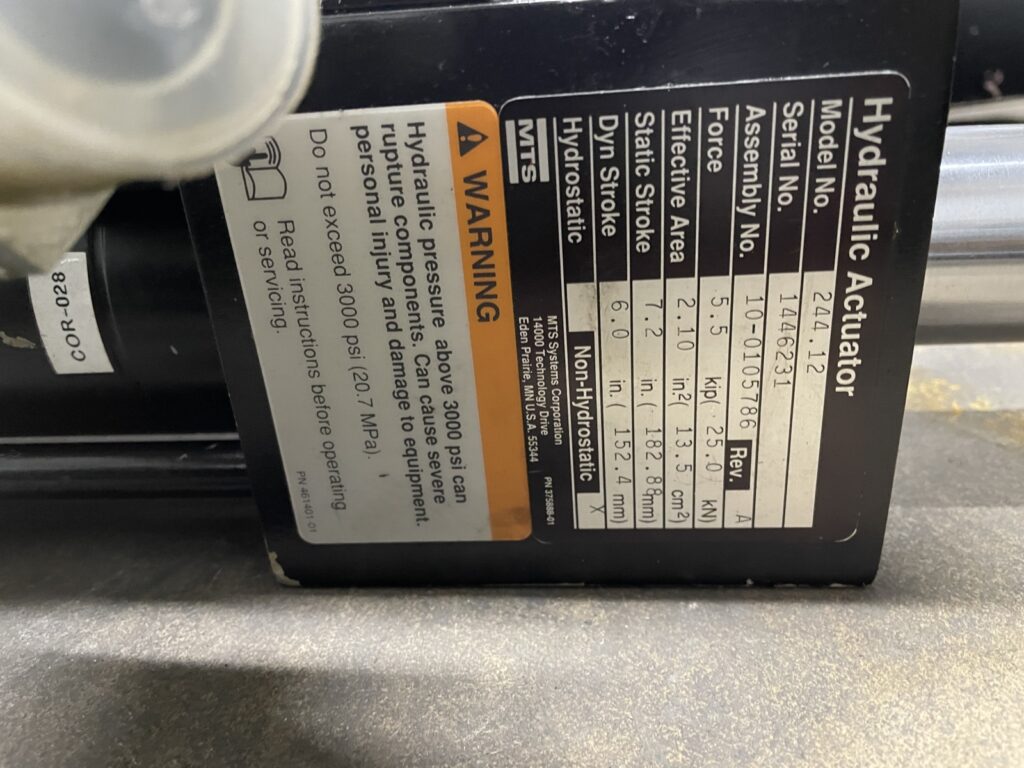 Hydraulic Actuator
Model No. 244.12
Serial No. 1446231
Assembly No. 10-0105786 Rev. A
Force 5.5 kip( 25.0 kN)
Effective Area 2.10 in.²( 13.5 cm²)
Static Stroke 7.2 in.( 182.88mm)
Dyn Stroke 6.0 in.( 152.4 mm)
Hydrostatic Non-Hydrostatic X
MTS
MTS Systems Corporation
14000 Technology Drive
Eden Prairie, MN U.S.A. 55344
PN 375688-01
WARNING
Hydraulic pressure above 3000 psi can
rupture components. Can cause severe
personal injury and damage to equipment.
Do not exceed 3000 psi (20.7 MPa).
Read instructions before operating
or servicing.
PN 461401-01
COR-028